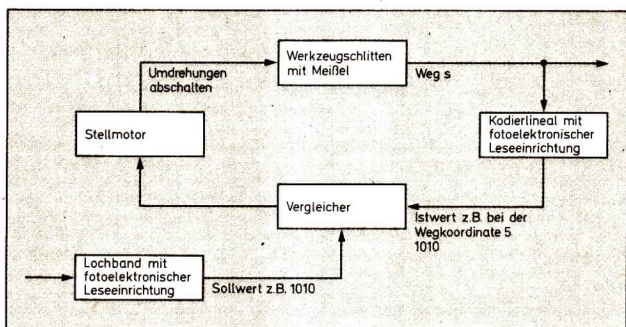 Werkzeugschlitten
mit Meißel
Umdrehungen
abschalten
Weg s
Stellmotor
Kodierlineal mit
fotoelektronischer
Leseeinrichtung
Vergleicher
Istwert z.B. bei der
Wegkoordinate 5
1010
Lochband mit
fotoelektronischer
Leseeinrichtung
Sollwert z.B. 1010